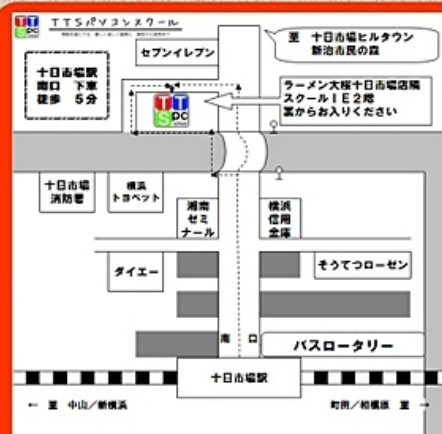 TTSパソコンスクール
セブンイレブン
至 十日市場ヒルタウン
新治市民の森
十日市場駅
南口 下車
徒歩 5分
TTS pc
ラーメン大桜十日市場店隣
スクールIE2階
裏からお入りください
十日市場
消防署
横浜
トヨペット
湘南
ゼミ
ナール
横浜
信用
金庫
ダイエー
そうてつローゼン
南口
バスロータリー
十日市場駅
← 至 中山/新横浜
町田/相模原 至 →